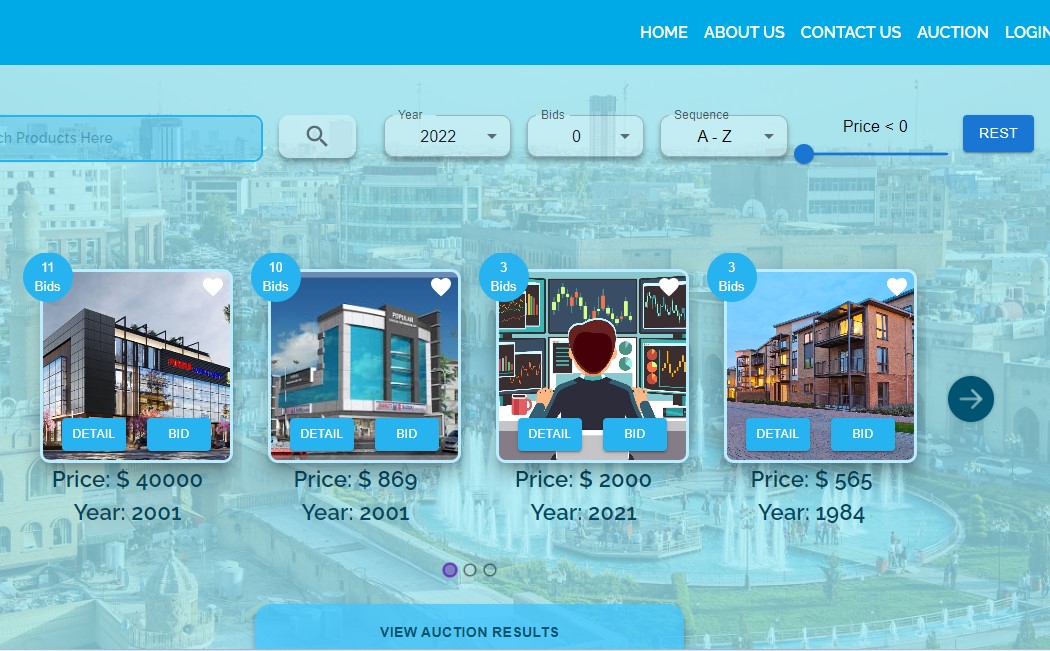 HOME ABOUT US CONTACT US AUCTION LOGIN
Year Bids Sequence
ch Products Here 2022 0 A - Z Price < 0 REST
11 Bids
10 Bids
3 Bids
3 Bids
POPULAR
DETAIL BID DETAIL BID DETAIL BID DETAIL BID
Price: $ 40000 Price: $ 869 Price: $ 2000 Price: $ 565
Year: 2001 Year: 2001 Year: 2021 Year: 1984
VIEW AUCTION RESULTS